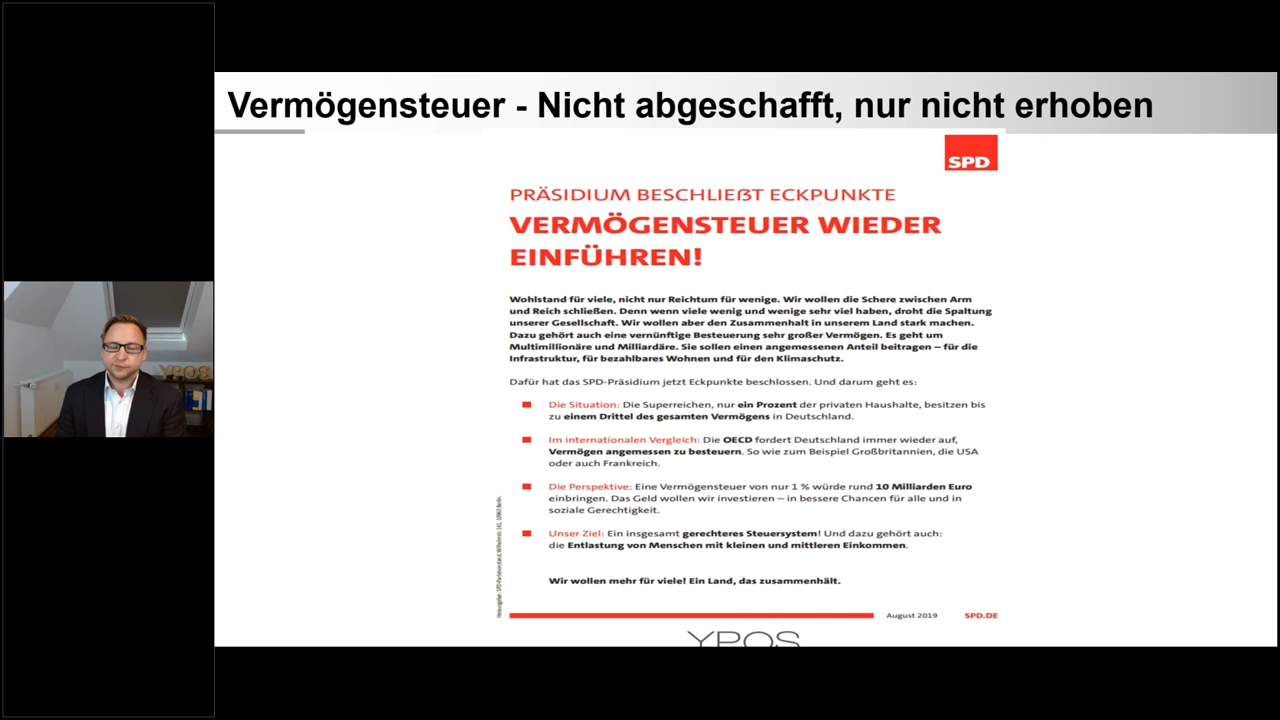 Vermögensteuer - Nicht abgeschafft, nur nicht erhoben
SPD
PRÄSIDIUM BESCHLIEẞT ECKPUNKTE
VERMÖGENSTEUER WIEDER
EINFÜHREN!
Wohlstand für viele, nicht nur Reichtum für wenige. Wir wollen die Schere zwischen Arm
und Reich schließen. Denn wenn viele wenig und wenige sehr viel haben, droht die Spaltung
unserer Gesellschaft. Wir wollen aber den Zusammenhalt in unserem Land stark machen.
Dazu gehört auch eine vernünftige Besteuerung sehr großer Vermögen. Es geht um
Multimillionäre und Milliardäre. Sie sollen einen angemessenen Anteil beitragen – für die
Infrastruktur, für bezahlbares Wohnen und für den Klimaschutz.
Dafür hat das SPD-Präsidium jetzt Eckpunkte beschlossen. Und darum geht es:
Die Situation: Die Superreichen, nur ein Prozent der privaten Haushalte, besitzen bis
zu einem Drittel des gesamten Vermögens in Deutschland.
Im internationalen Vergleich: Die OECD fordert Deutschland immer wieder auf,
Vermögen angemessen zu besteuern. So wie zum Beispiel Großbritannien, die USA
oder auch Frankreich.
Die Perspektive: Eine Vermögensteuer von nur 1 % würde rund 10 Milliarden Euro
einbringen. Das Geld wollen wir investieren – in bessere Chancen für alle und in
soziale Gerechtigkeit.
Unser Ziel: Ein insgesamt gerechteres Steuersystem! Und dazu gehört auch:
die Entlastung von Menschen mit kleinen und mittleren Einkommen.
Wir wollen mehr für viele! Ein Land, das zusammenhält.
Herausgeber: SPD-Parteivorstand, Wilhelmstr. 141, 10963 Berlin.
August 2019 SPD.DE
YPOS
YPOS